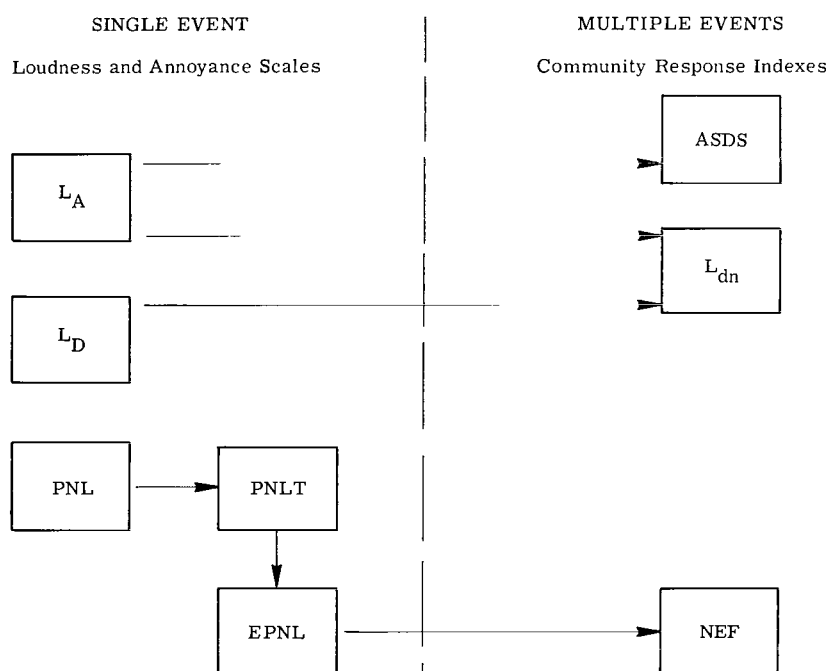 SINGLE EVENT
Loudness and Annoyance Scales
MULTIPLE EVENTS
Community Response Indexes
ASDS
L_A
L_dn
L_D
PNL
PNLT
EPNL
NEF